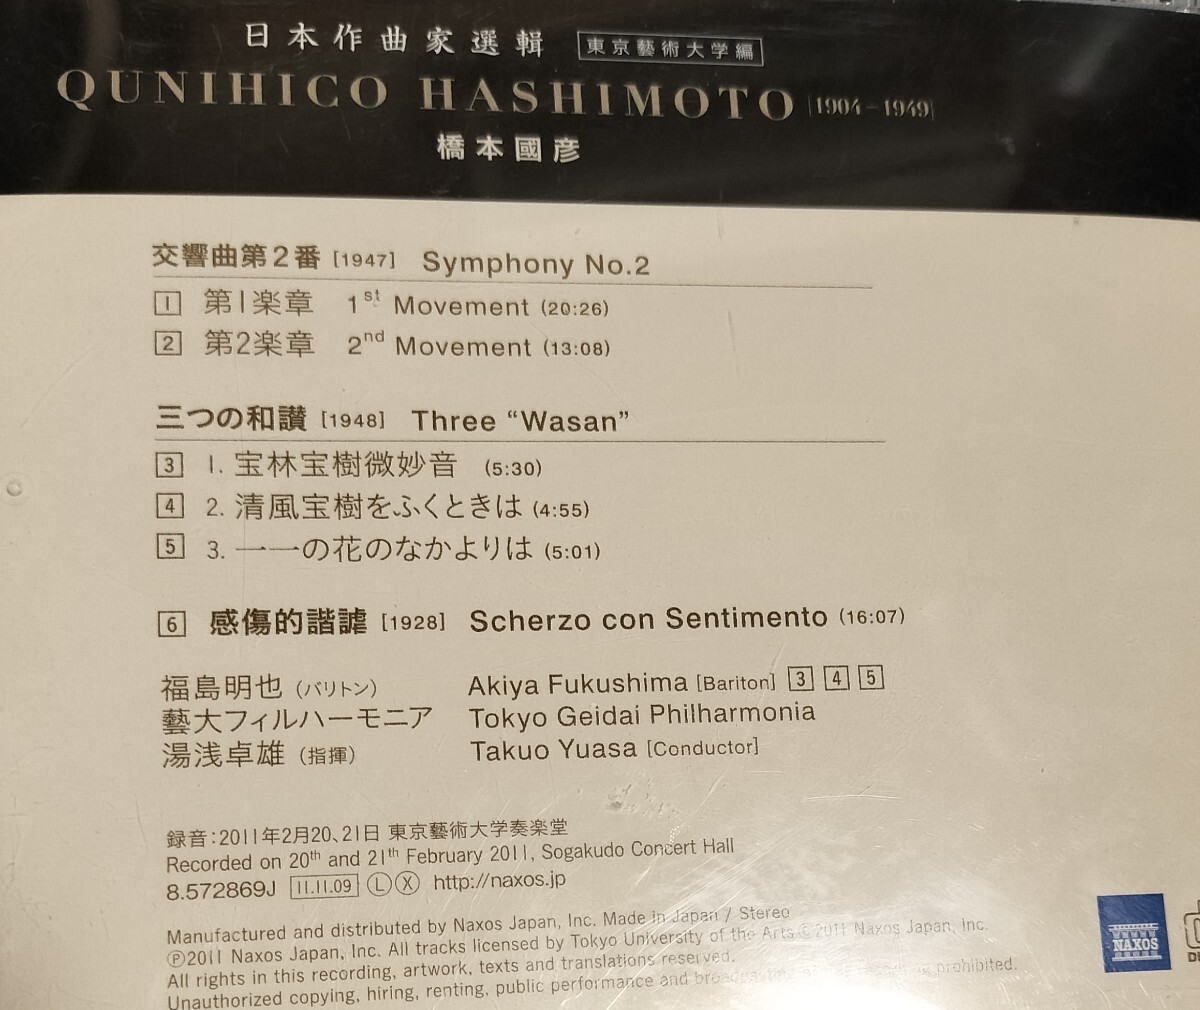 日本作曲家選輯 東京藝術大学編
QUNIHICO HASHIMOTO [1904–1949]
橋本國彦
交響曲第2番 [1947] Symphony No.2
1 第1楽章 1st Movement (20:26)
2 第2楽章 2nd Movement (13:08)
三つの和讃 [1948] Three “Wasan”
3 1. 宝林宝樹微妙音 (5:30)
4 2. 清風宝樹をふくときは (4:55)
5 3. 一一の花のなかよりは (5:01)
6 感傷的諧謔 [1928] Scherzo con Sentimento (16:07)
福島明也 (バリトン) Akiya Fukushima [Bariton] 3 4 5
藝大フィルハーモニア Tokyo Geidai Philharmonia
湯浅卓雄 (指揮) Takuo Yuasa [Conductor]
録音:2011年2月20、21日 東京藝術大学奏楽堂
Recorded on 20th and 21th February 2011, Sogakudo Concert Hall
8.572869J 11.11.09 Ⓛ Ⓧ http://naxos.jp
Manufactured and distributed by Naxos Japan, Inc. Made in Japan / Stereo
Ⓟ2011 Naxos Japan, Inc. All tracks licensed by Tokyo University of the Arts ©2011 Naxos Japan, Inc.
All rights in this recording, artwork, texts and translations reserved.
Unauthorized copying, hiring, renting, public performance and broadcasting of this recording prohibited.
NAXOS